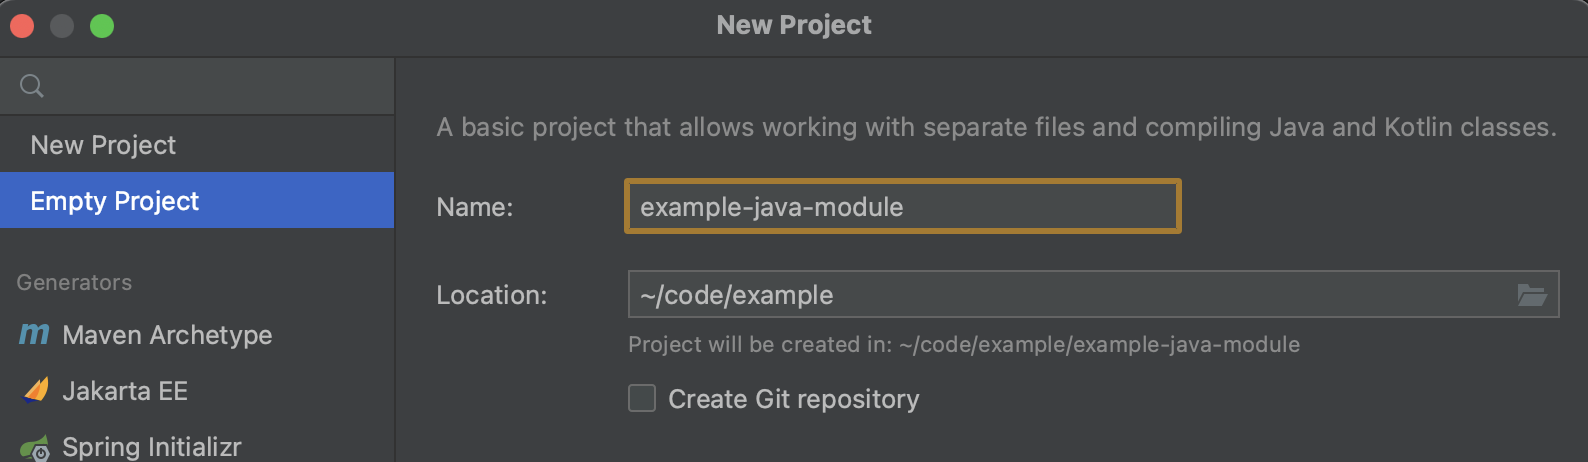 New Project
New Project
Empty Project
Generators
Maven Archetype
Jakarta EE
Spring Initializr
A basic project that allows working with separate files and compiling Java and Kotlin classes.
Name: example-java-module
Location: ~/code/example
Project will be created in: ~/code/example/example-java-module
Create Git repository